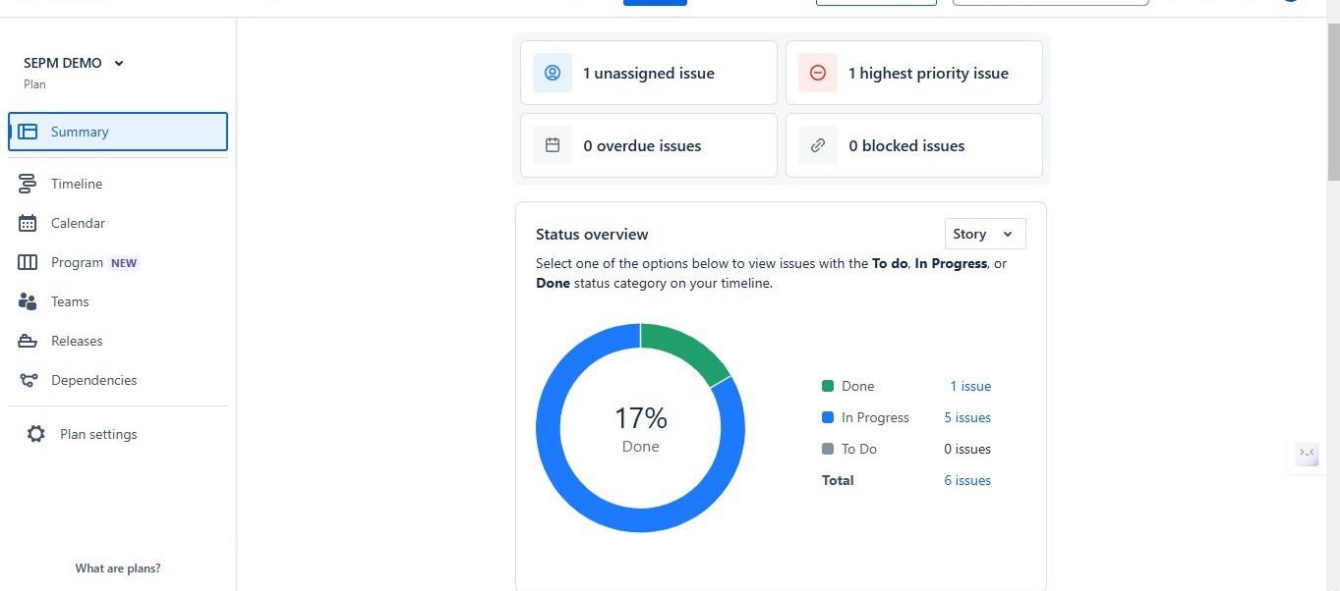 SEPM DEMO
Plan
Summary
Timeline
Calendar
Program NEW
Teams
Releases
Dependencies
Plan settings
What are plans?
1 unassigned issue
1 highest priority issue
0 overdue issues
0 blocked issues
Status overview
Story
Select one of the options below to view issues with the To do, In Progress, or
Done status category on your timeline.
17%
Done
Done 1 issue
In Progress 5 issues
To Do 0 issues
Total 6 issues